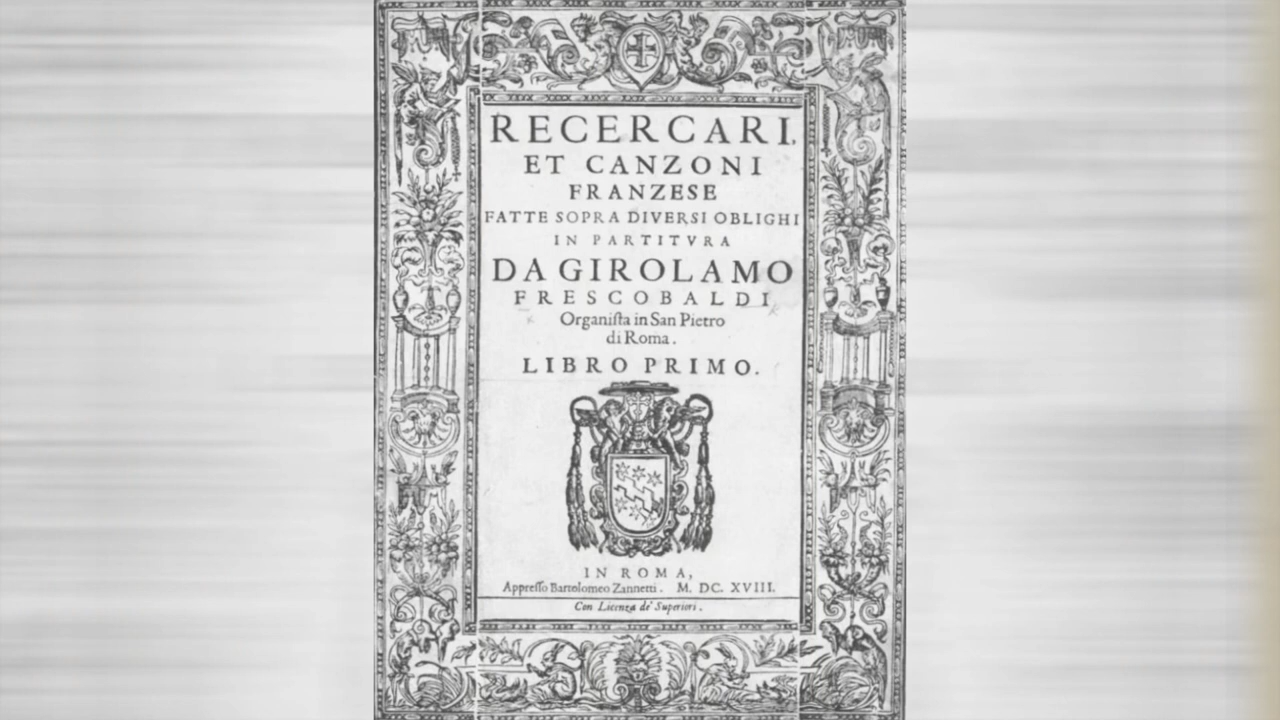 RECERCARI,
ET CANZONI
FRANZESE
FATTE SOPRA DIVERSI OBLIGHI
IN PARTITVRA
DA GIROLAMO
FRESCOBALDI
Organiſta in San Pietro
di Roma.
LIBRO PRIMO.
IN ROMA,
Appreſſo Bartolomeo Zannetti. M. DC. XVIII.
Con Licenza de' Superiori.